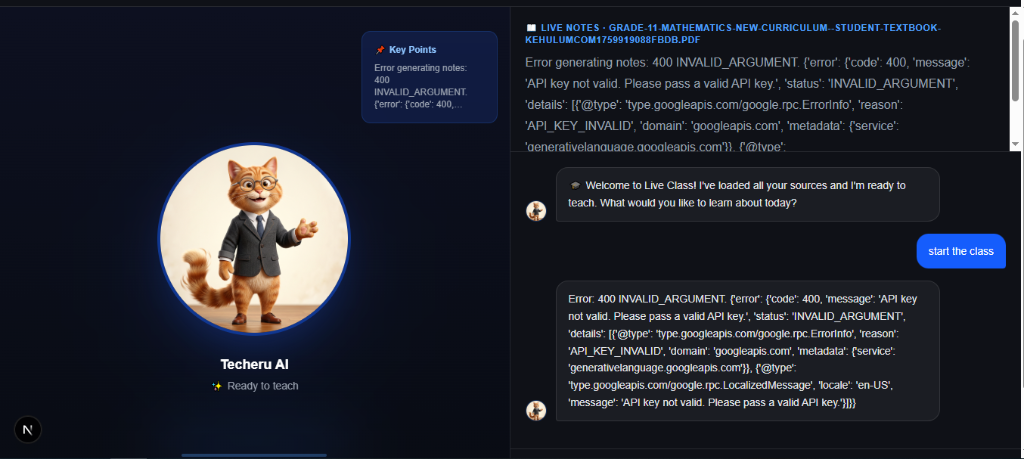 📌 Key Points
Error generating notes:
400
INVALID_ARGUMENT.
{'error': {'code': 400,...
Techeru AI
✨ Ready to teach
N
📖 LIVE NOTES · GRADE-11-MATHEMATICS-NEW-CURRICULUM--STUDENT-TEXTBOOK-
KEHULUMCOM1759919088FBDB.PDF
Error generating notes: 400 INVALID_ARGUMENT. {'error': {'code': 400, 'message':
'API key not valid. Please pass a valid API key.', 'status': 'INVALID_ARGUMENT',
'details': [{'@type': 'type.googleapis.com/google.rpc.ErrorInfo', 'reason':
'API_KEY_INVALID', 'domain': 'googleapis.com', 'metadata': {'service':
'generativelanguage.googleapis.com'}}, {'@type':
🎓 Welcome to Live Class! I've loaded all your sources and I'm ready to
teach. What would you like to learn about today?
start the class
Error: 400 INVALID_ARGUMENT. {'error': {'code': 400, 'message': 'API key
not valid. Please pass a valid API key.', 'status': 'INVALID_ARGUMENT',
'details': [{'@type': 'type.googleapis.com/google.rpc.ErrorInfo', 'reason':
'API_KEY_INVALID', 'domain': 'googleapis.com', 'metadata': {'service':
'generativelanguage.googleapis.com'}}, {'@type':
'type.googleapis.com/google.rpc.LocalizedMessage', 'locale': 'en-US',
'message': 'API key not valid. Please pass a valid API key.'}]}}